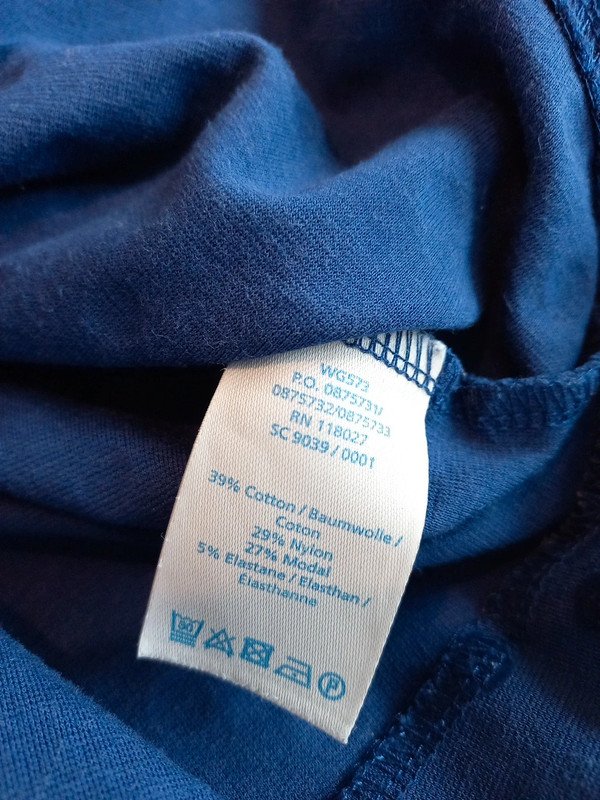 WG573
P.O. 0875731/
0875732/0875733
RN 118027
SC 9039 / 0001
39% Cotton / Baumwolle /
Coton
29% Nylon
27% Modal
5% Elastane / Elasthan /
Elasthanne
P